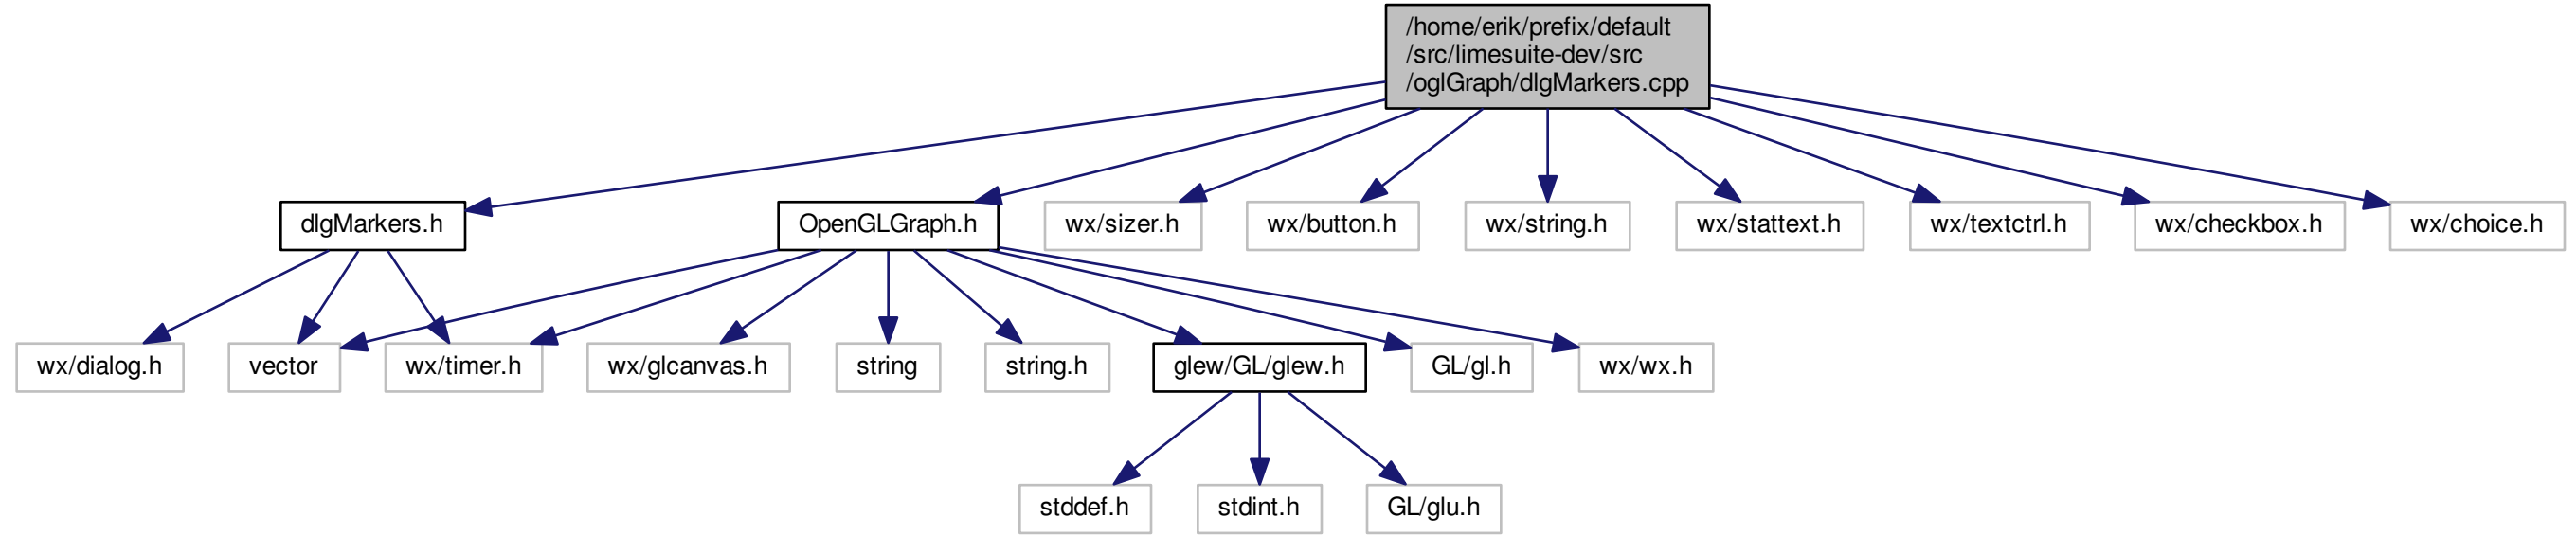 /home/erik/prefix/default
/src/limesuite-dev/src
/oglGraph/dlgMarkers.cpp
dlgMarkers.h
OpenGLGraph.h
wx/sizer.h
wx/button.h
wx/string.h
wx/stattext.h
wx/textctrl.h
wx/checkbox.h
wx/choice.h
wx/dialog.h
vector
wx/timer.h
wx/glcanvas.h
string
string.h
glew/GL/glew.h
GL/gl.h
wx/wx.h
stddef.h
stdint.h
GL/glu.h